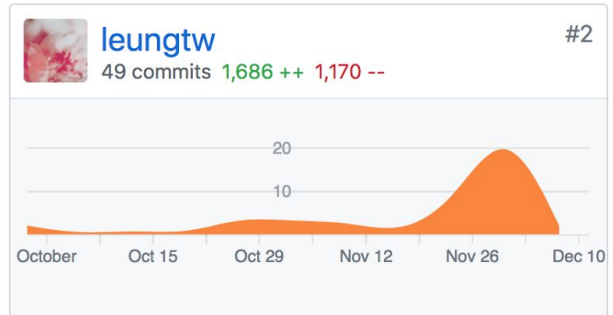 leungtw #2
49 commits 1,686 ++ 1,170 --
20
10
October Oct 15 Oct 29 Nov 12 Nov 26 Dec 10